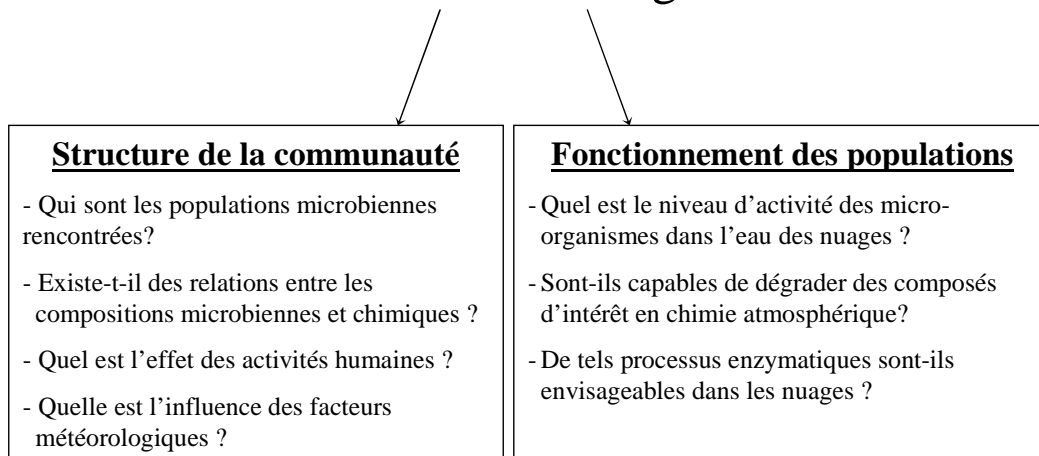 Structure de la communauté
- Qui sont les populations microbiennes
rencontrées?
- Existe-t-il des relations entre les
compositions microbiennes et chimiques ?
- Quel est l'effet des activités humaines ?
- Quelle est l'influence des facteurs
météorologiques ?
Fonctionnement des populations
- Quel est le niveau d'activité des micro-
organismes dans l'eau des nuages ?
- Sont-ils capables de dégrader des composés
d'intérêt en chimie atmosphérique?
- De tels processus enzymatiques sont-ils
envisageables dans les nuages ?